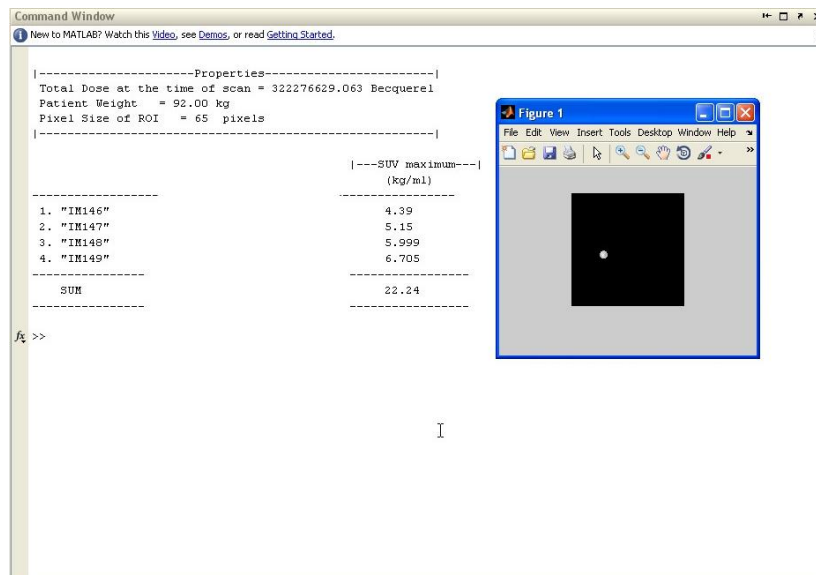 Command Window
New to MATLAB? Watch this Video, see Demos, or read Getting Started.
|----------------------Properties------------------------|
Total Dose at the time of scan = 322276629.063 Becquerel
Patient Weight = 92.00 kg
Pixel Size of ROI = 65 pixels
|--------------------------------------------------------|
|---SUV maximum---|
(kg/ml)
------------------ ----------------
1. "IM146" 4.39
2. "IM147" 5.15
3. "IM148" 5.999
4. "IM149" 6.705
---------------- -----------------
SUM 22.24
---------------- -----------------
fx >>
Figure 1
File Edit View Insert Tools Desktop Window Help